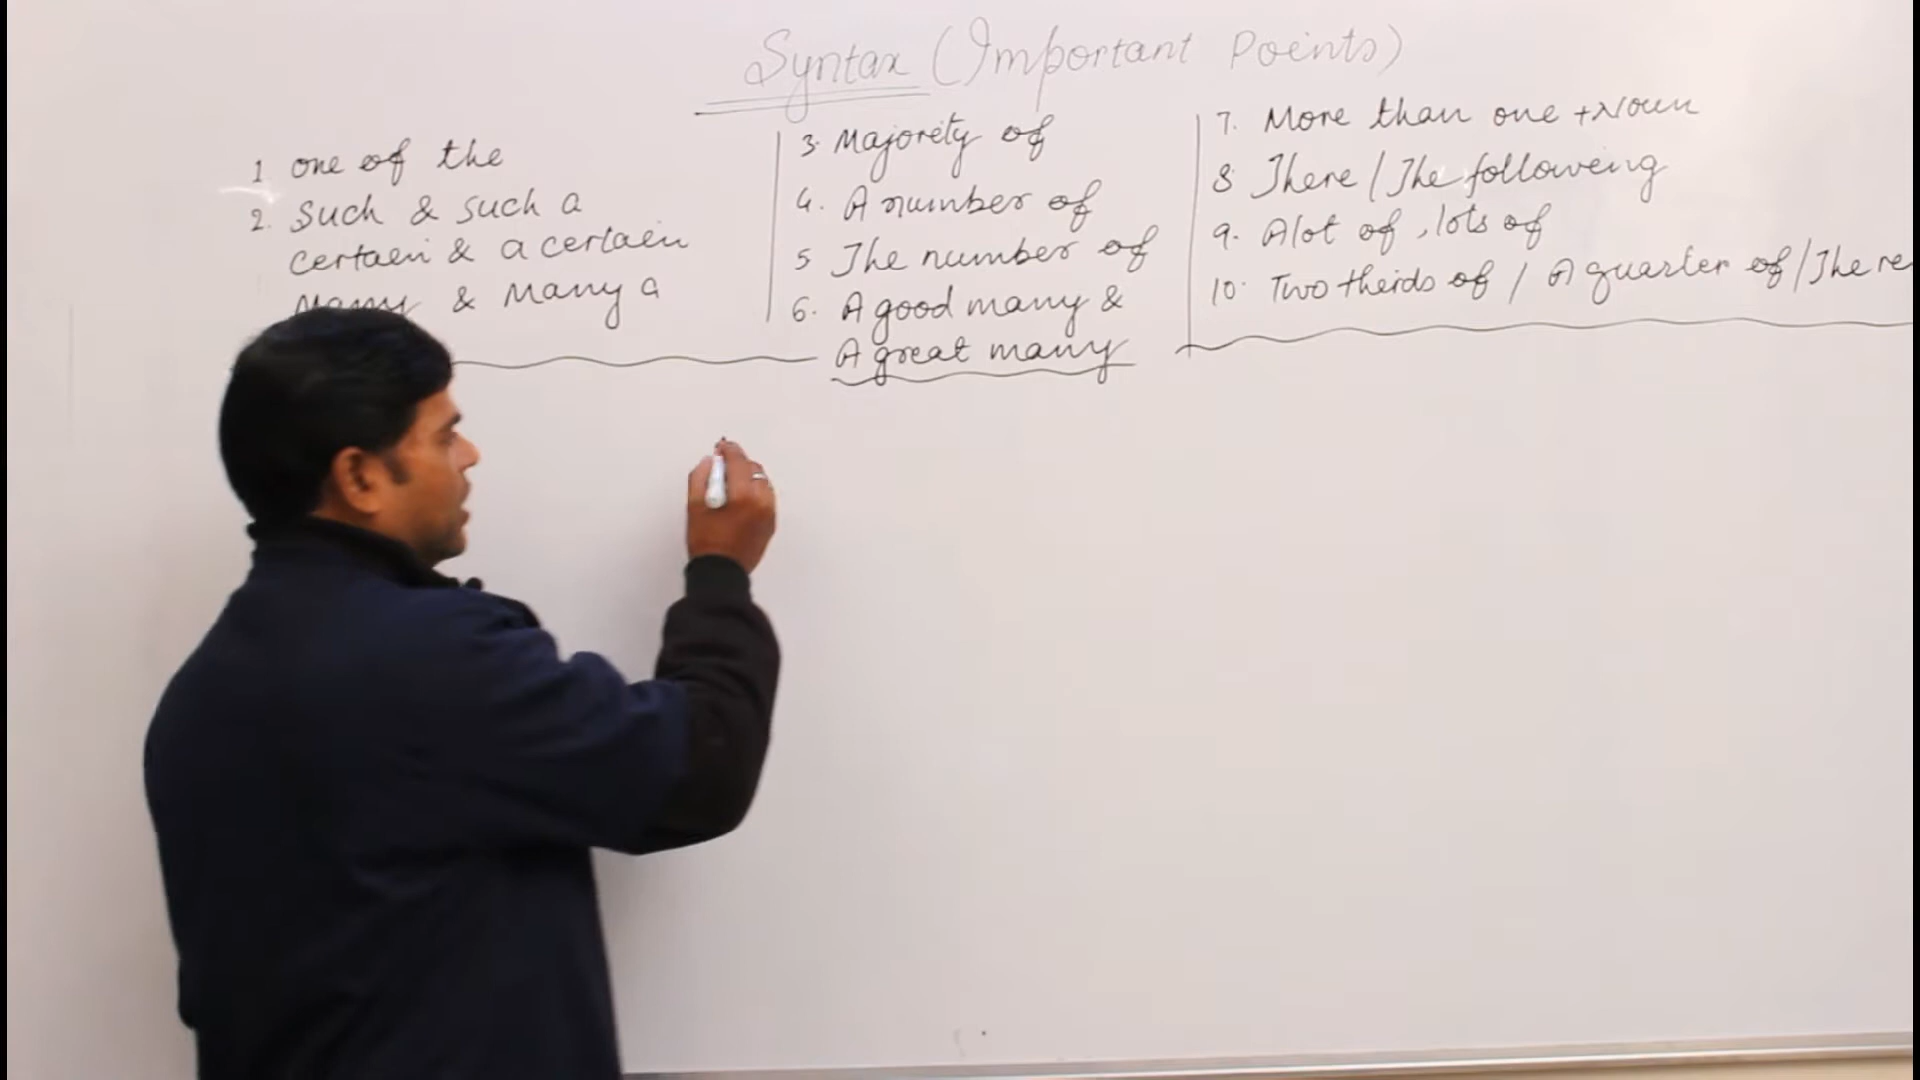 Syntax (Important Points)
1 one of the
2. Such & such a
certain & a certain
Many & Many a
3. Majority of
4. A number of
5 The number of
6. A good many &
A great many
7. More than one + Noun
8 There / The following
9. A lot of, lots of
10. Two thirds of / A quarter of / The re